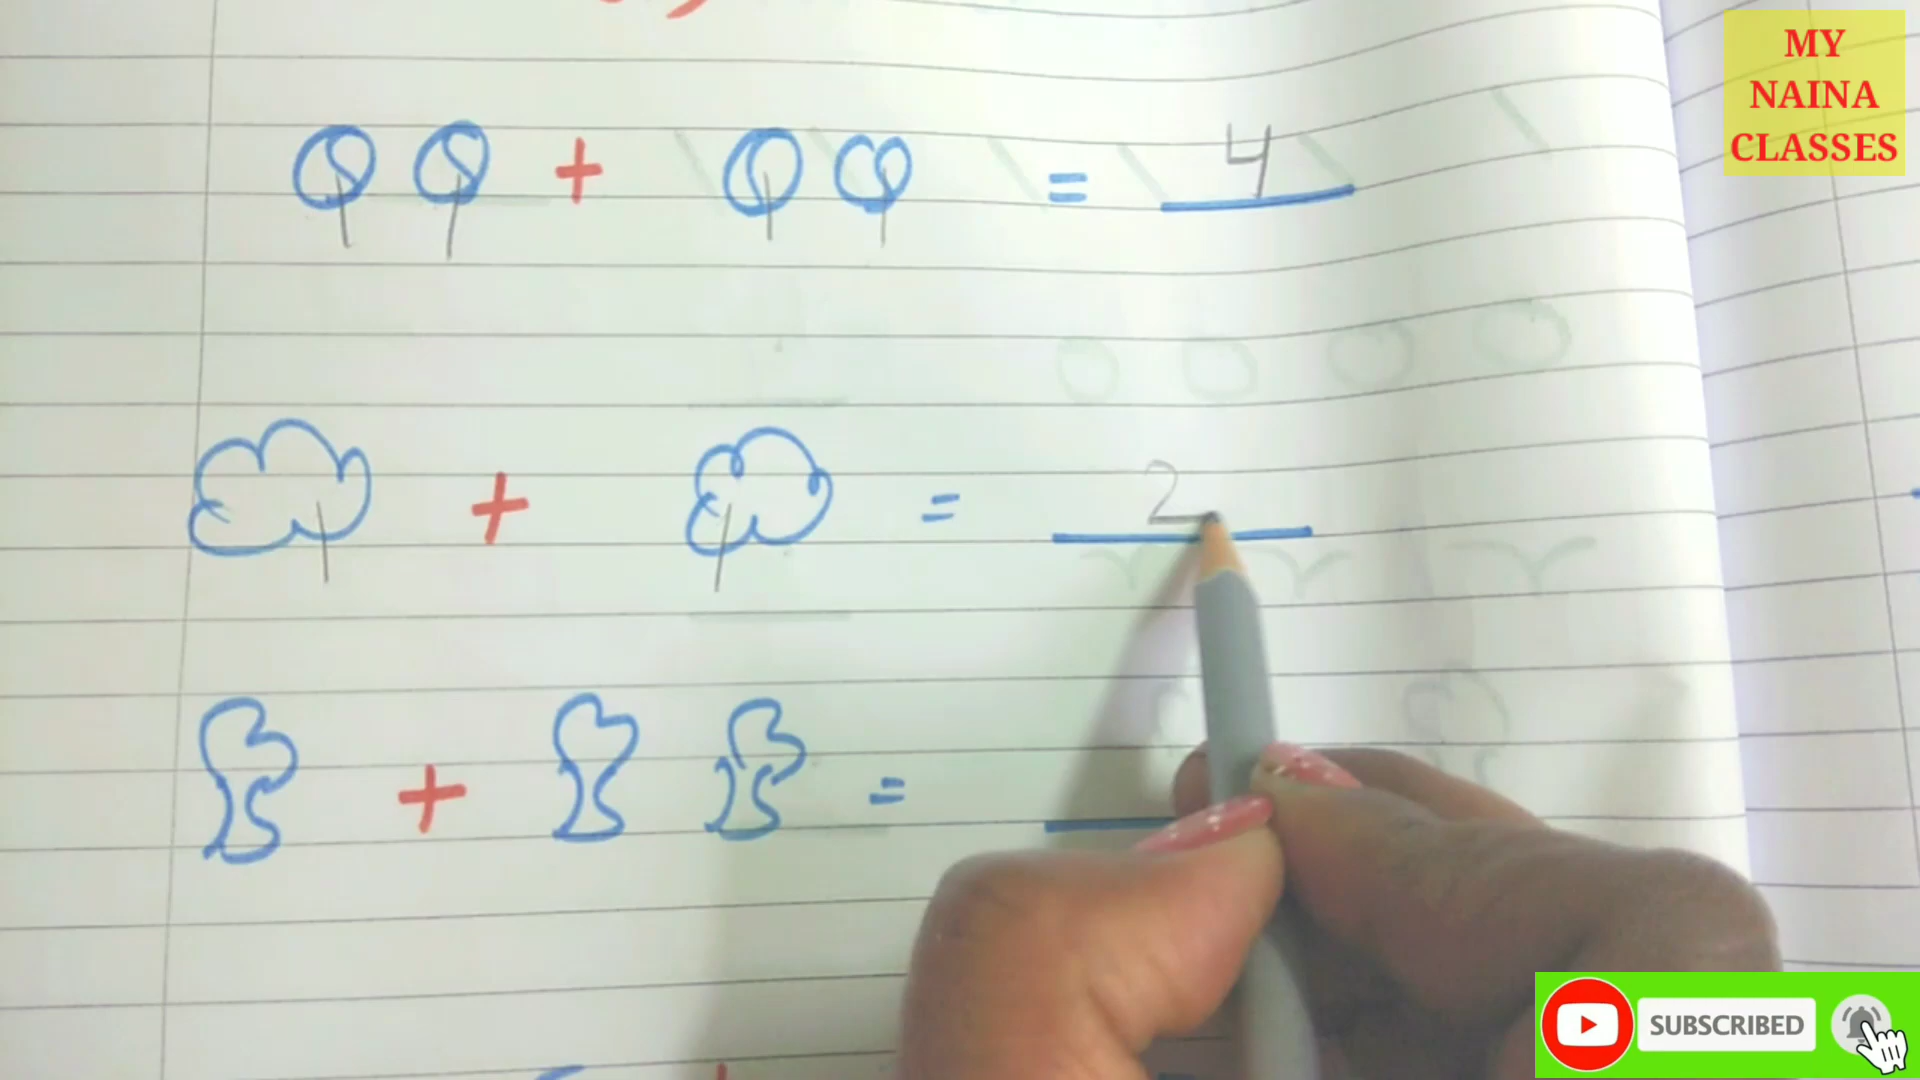 MY
NAINA
CLASSES
+ = 4
+ = 2
+ =
SUBSCRIBED